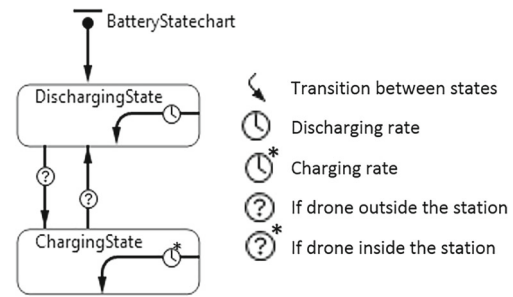 BatteryStatechart
DischargingState
?
?
ChargingState
*
Transition between states
Discharging rate
* Charging rate
? If drone outside the station
?* If drone inside the station